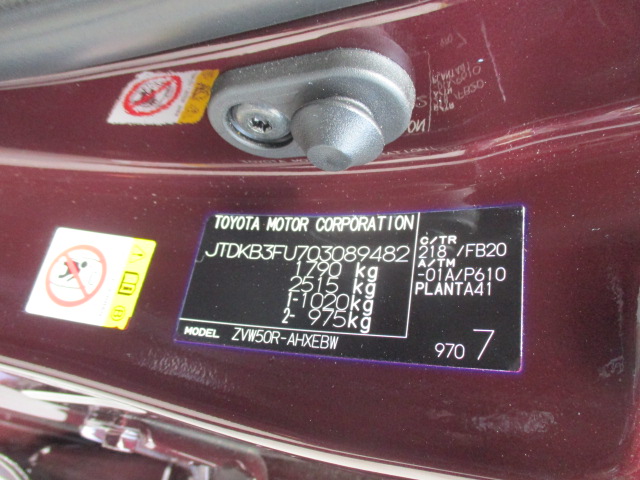 TOYOTA MOTOR CORPORATION
JTDKB3FU703089482
1790 kg
2515 kg
1-1020kg
2- 975kg
C/TR
218 /FB20
A/TM
-01A/P610
PLANTA41
MODEL ZVW50R-AHXEBW
970 7